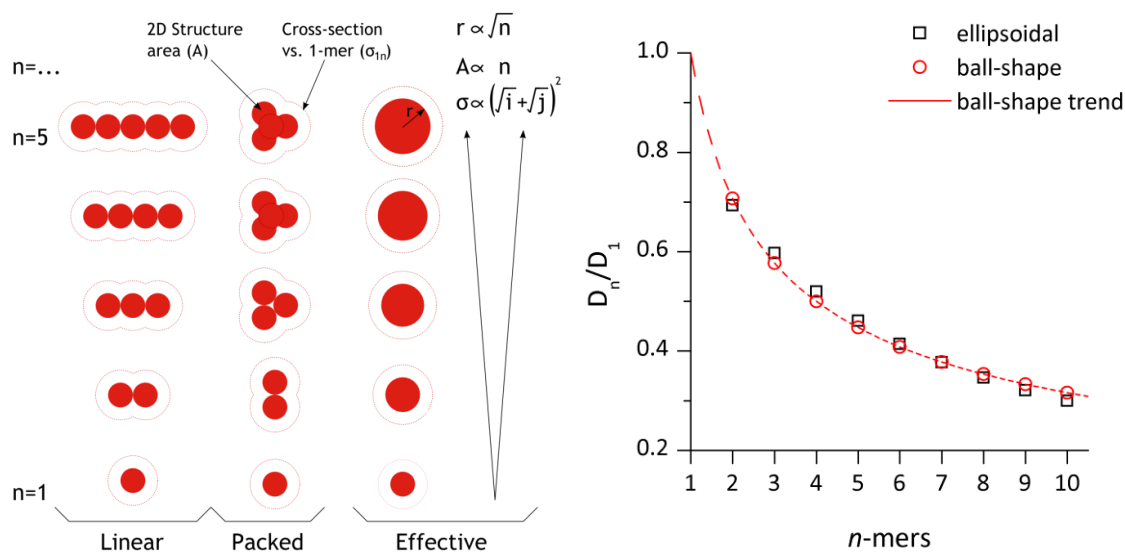 2D Structure
area (A)
Cross-section
vs. 1-mer (σ1n)
r ∝ √n
A ∝ n
σ ∝ (√i + √j)²
n=...
n=5
r
n=1
Linear
Packed
Effective
ellipsoidal
ball-shape
ball-shape trend
1.0
0.8
0.6
0.4
0.2
Dn/D1
1 2 3 4 5 6 7 8 9 10
n-mers